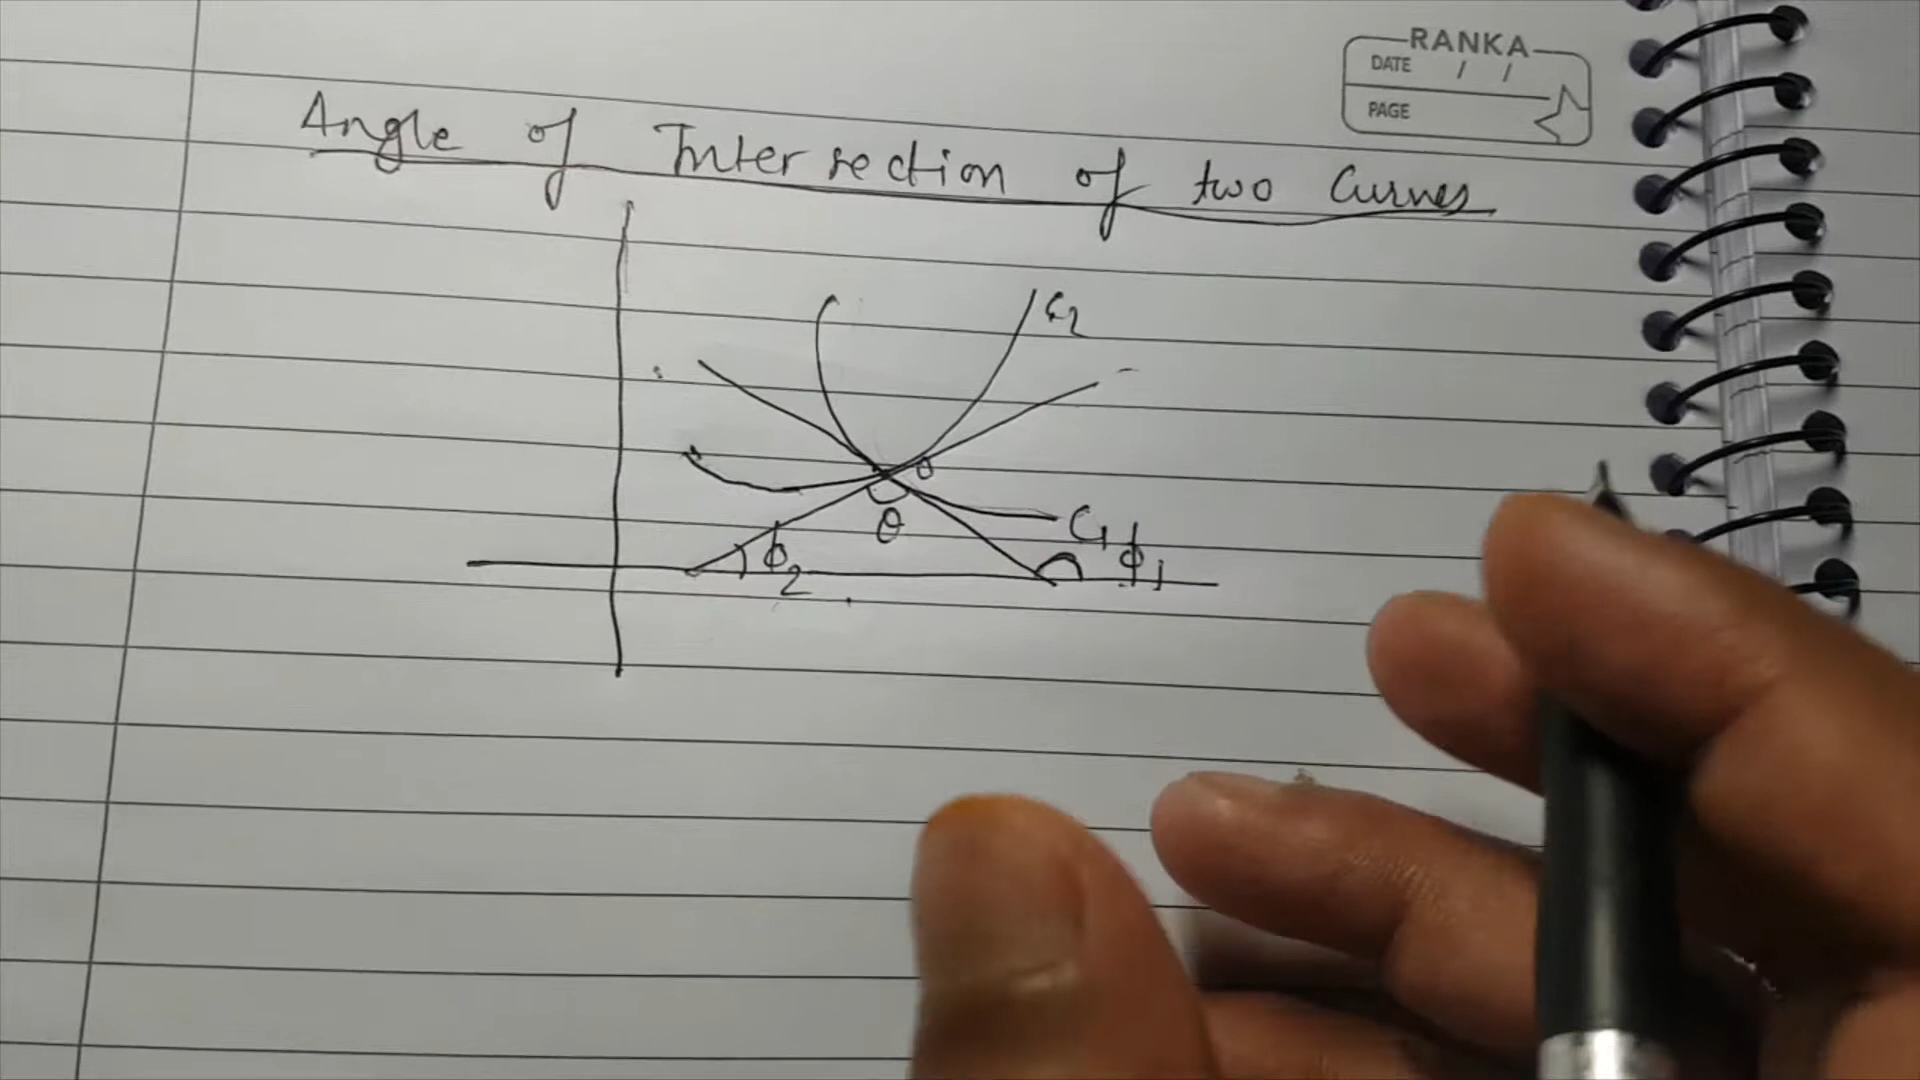 RANKA
DATE / /
PAGE
Angle of Intersection of two Curves
C2
θ
θ
C1
ϕ2
ϕ1